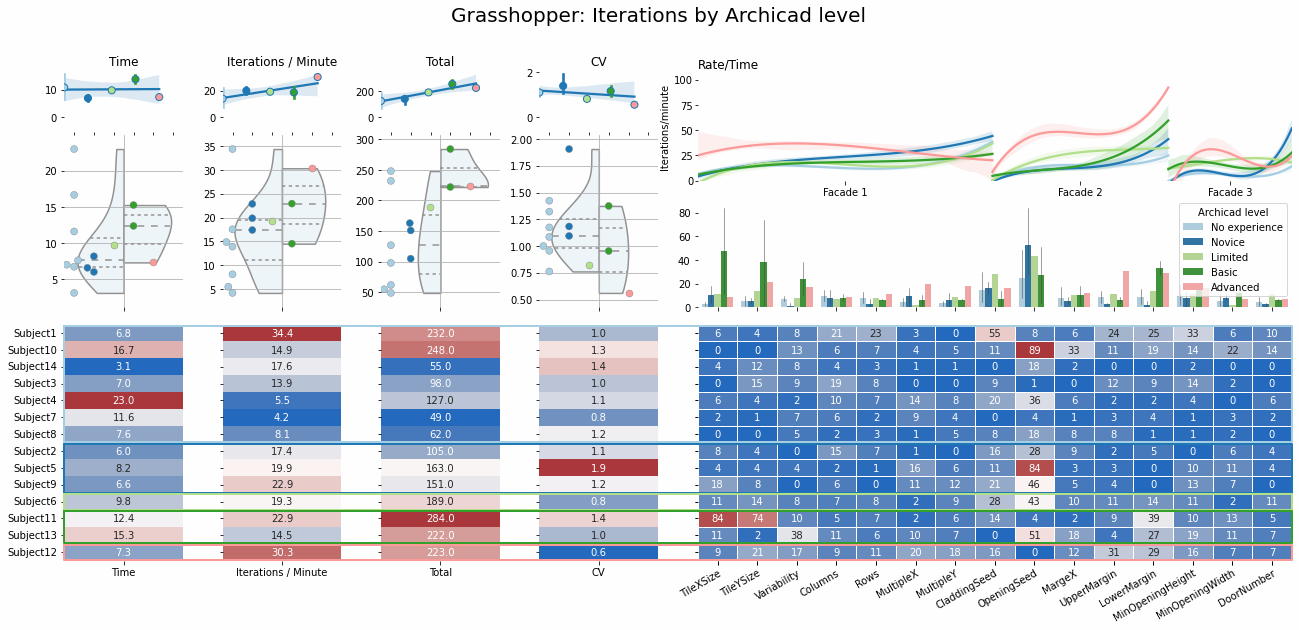 Grasshopper: Iterations by Archicad level
Time
Iterations / Minute
Total
CV
Rate/Time
10
0
20
0
200
0
2
0
100
75
50
25
0
Iterations/minute
Facade 1
Facade 2
Facade 3
20
15
10
5
35
30
25
20
15
10
5
300
250
200
150
100
50
2.00
1.75
1.50
1.25
1.00
0.75
0.50
80
60
40
20
0
Archicad level
No experience
Novice
Limited
Basic
Advanced
Subject1 6.8 34.4 232.0 1.0 6 4 8 21 23 3 0 55 8 6 24 25 33 6 10
Subject10 16.7 14.9 248.0 1.3 0 0 13 6 7 4 5 11 89 33 11 19 14 22 14
Subject14 3.1 17.6 55.0 1.4 4 12 8 4 3 1 1 0 18 2 0 0 2 0 0
Subject3 7.0 13.9 98.0 1.0 0 15 9 19 8 0 0 9 1 0 12 9 14 2 0
Subject4 23.0 5.5 127.0 1.1 6 4 2 10 7 14 8 20 36 6 2 2 4 0 6
Subject7 11.6 4.2 49.0 0.8 2 1 7 6 2 9 4 0 4 1 3 4 1 3 2
Subject8 7.6 8.1 62.0 1.2 0 0 5 2 3 1 5 8 18 8 8 1 1 2 0
Subject2 6.0 17.4 105.0 1.1 8 4 0 15 7 1 0 16 28 9 2 5 0 6 4
Subject5 8.2 19.9 163.0 1.9 4 4 4 2 1 16 6 11 84 3 3 0 10 11 4
Subject9 6.6 22.9 151.0 1.2 18 8 0 6 0 11 12 21 46 5 4 0 13 7 0
Subject6 9.8 19.3 189.0 0.8 11 14 8 7 8 2 9 28 43 10 11 14 11 2 11
Subject11 12.4 22.9 284.0 1.4 84 74 10 5 7 2 6 14 4 2 9 39 10 13 5
Subject13 15.3 14.5 222.0 1.0 11 2 38 11 6 10 7 0 51 18 4 27 19 11 7
Subject12 7.3 30.3 223.0 0.6 9 21 17 9 11 20 18 16 0 12 31 29 16 7 7
Time
Iterations / Minute
Total
CV
TileXSize
TileYSize
Variability
Columns
Rows
MultipleX
MultipleY
CladdingSeed
OpeningSeed
MargeX
UpperMargin
LowerMargin
MinOpeningHeight
MinOpeningWidth
DoorNumber